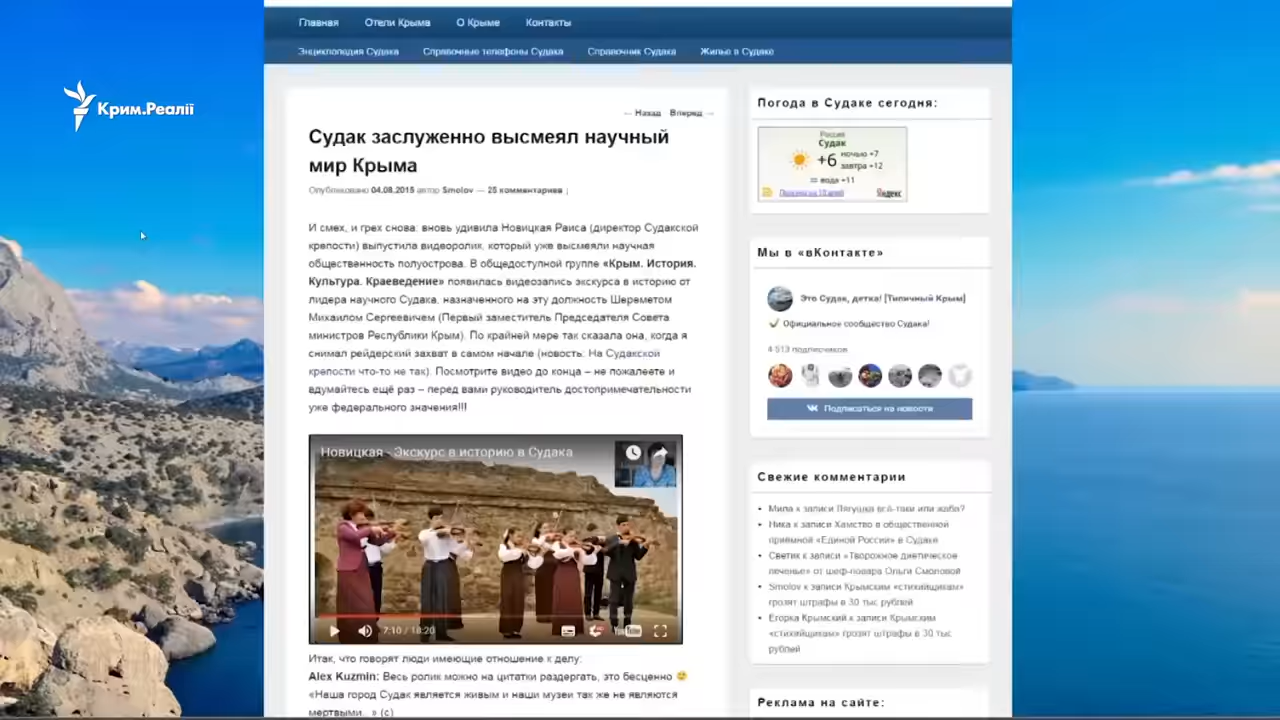 Главная Отели Крыма О Крыме Контакты
Энциклопедия Судака Справочные телефоны Судака Справочник Судака Жилье в Судаке
Крим.Реалії
← Назад Вперед →
Судак заслуженно высмеял научный
мир Крыма
Опубликовано 04.08.2015 автор Smolov — 25 комментариев ↓
И смех, и грех снова: вновь удивила Новицкая Раиса (директор Судакской
крепости) выпустила видеоролик, который уже высмеяли научная
общественность полуострова. В общедоступной группе «Крым. История.
Культура. Краеведение» появилась видеозапись экскурса в историю от
лидера научного Судака, назначенного на эту должность Шереметом
Михаилом Сергеевичем (Первый заместитель Председателя Совета
министров Республики Крым). По крайней мере так сказала она, когда я
снимал рейдерский захват в самом начале (новость: На Судакской
крепости что-то не так). Посмотрите видео до конца – не пожалеете и
вдумайтесь ещё раз – перед вами руководитель достопримечательности
уже федерального значения!!!
Новицкая - Экскурс в историю в Судака
7:10 / 18:20
YouTube
Итак, что говорят люди имеющие отношение к делу:
Alex Kuzmin: Весь ролик можно на цитатки раздергать, это бесценно
«Наша город Судак является живым и наши музеи так же не являются
мертвыми...» (с)
Погода в Судаке сегодня:
Россия
Судак
+6 ночью +7
завтра +12
вода +11
Прогноз на 10 дней Яндекс
Мы в «вКонтакте»
Это Судак, детка! [Типичный Крым]
Официальное сообщество Судака!
4 513 подписчиков
Подписаться на новости
Свежие комментарии
Мила к записи Лягушка всё-таки или жаба?
Ника к записи Хамство в общественной
приёмной «Единой России» в Судаке
Светик к записи «Творожное диетическое
печенье» от шеф-повара Ольги Смоловой
Smolov к записи Крымским «стихийщикам»
грозят штрафы в 30 тыс рублей
Егорка Крымский к записи Крымским
«стихийщикам» грозят штрафы в 30 тыс
рублей
Реклама на сайте: